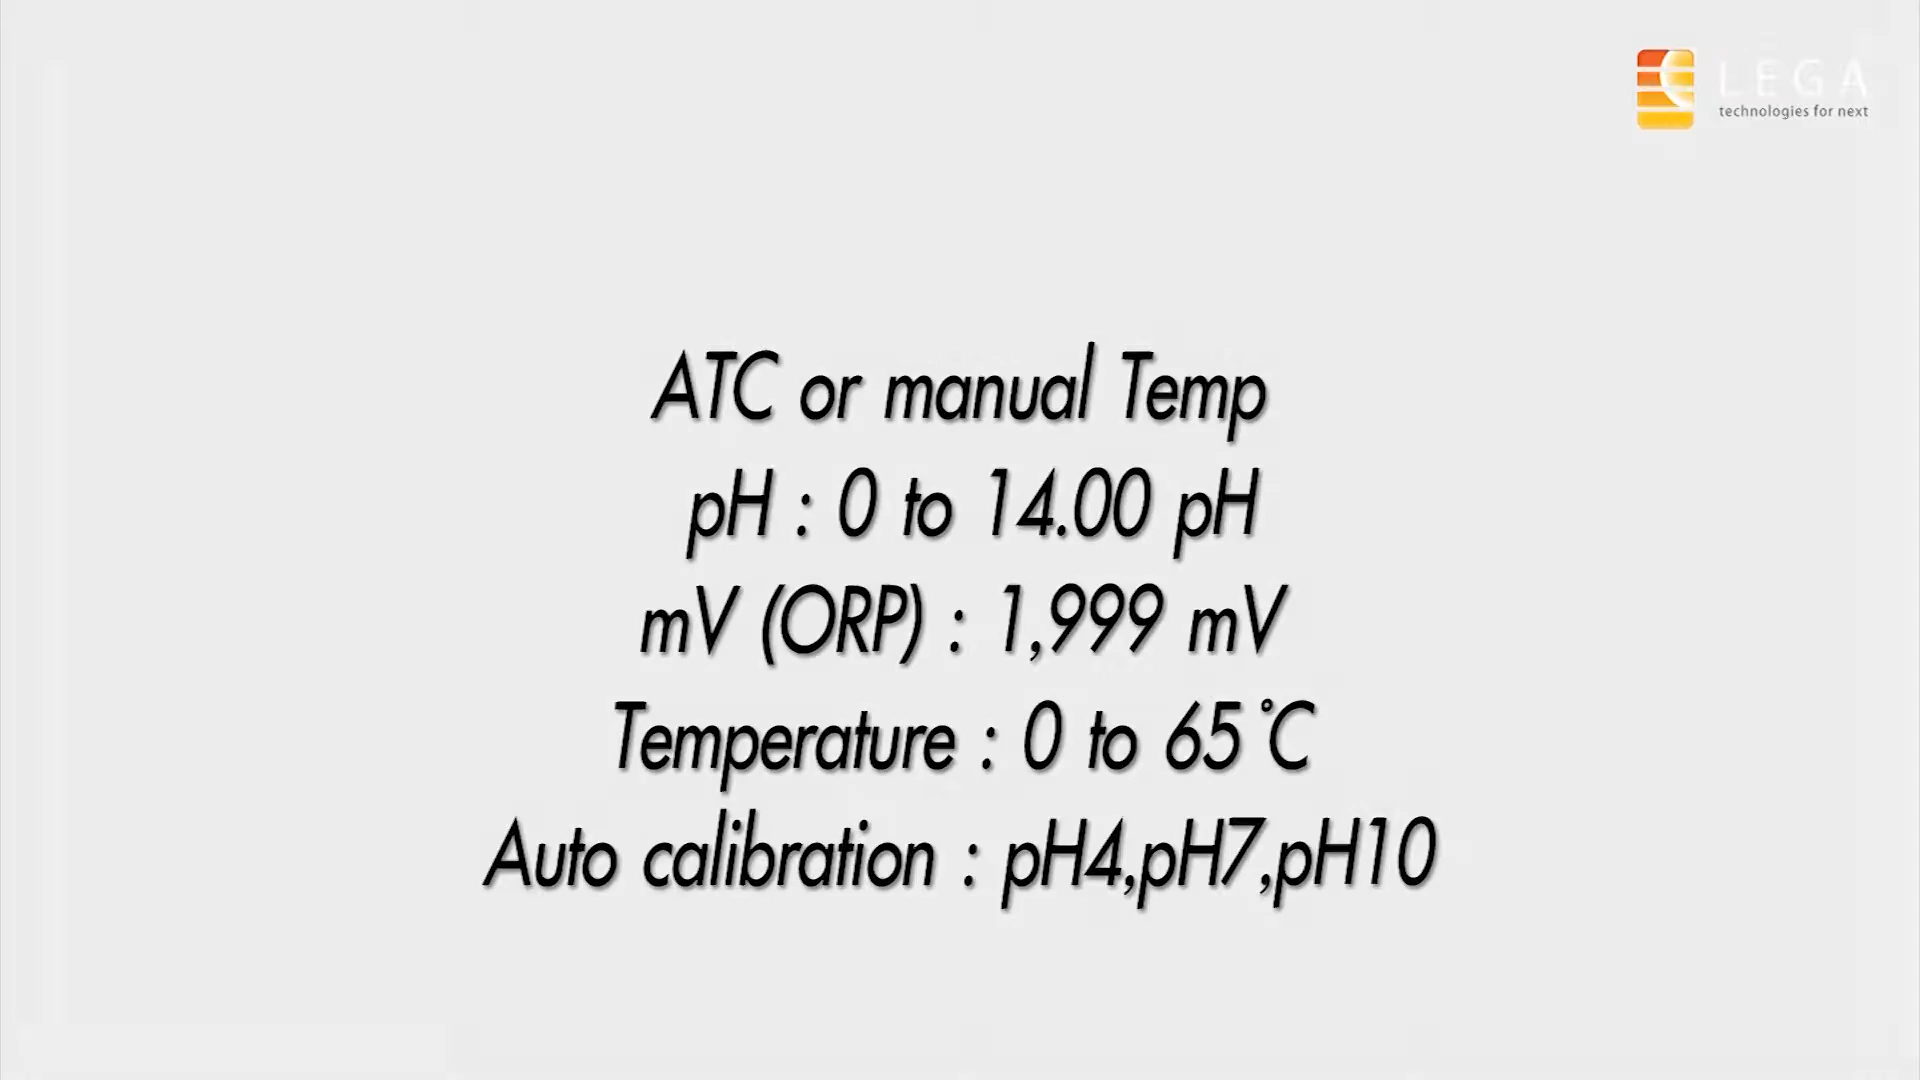 LEGA
technologies for next
ATC or manual Temp
pH : 0 to 14.00 pH
mV (ORP) : 1,999 mV
Temperature : 0 to 65°C
Auto calibration : pH4,pH7,pH10